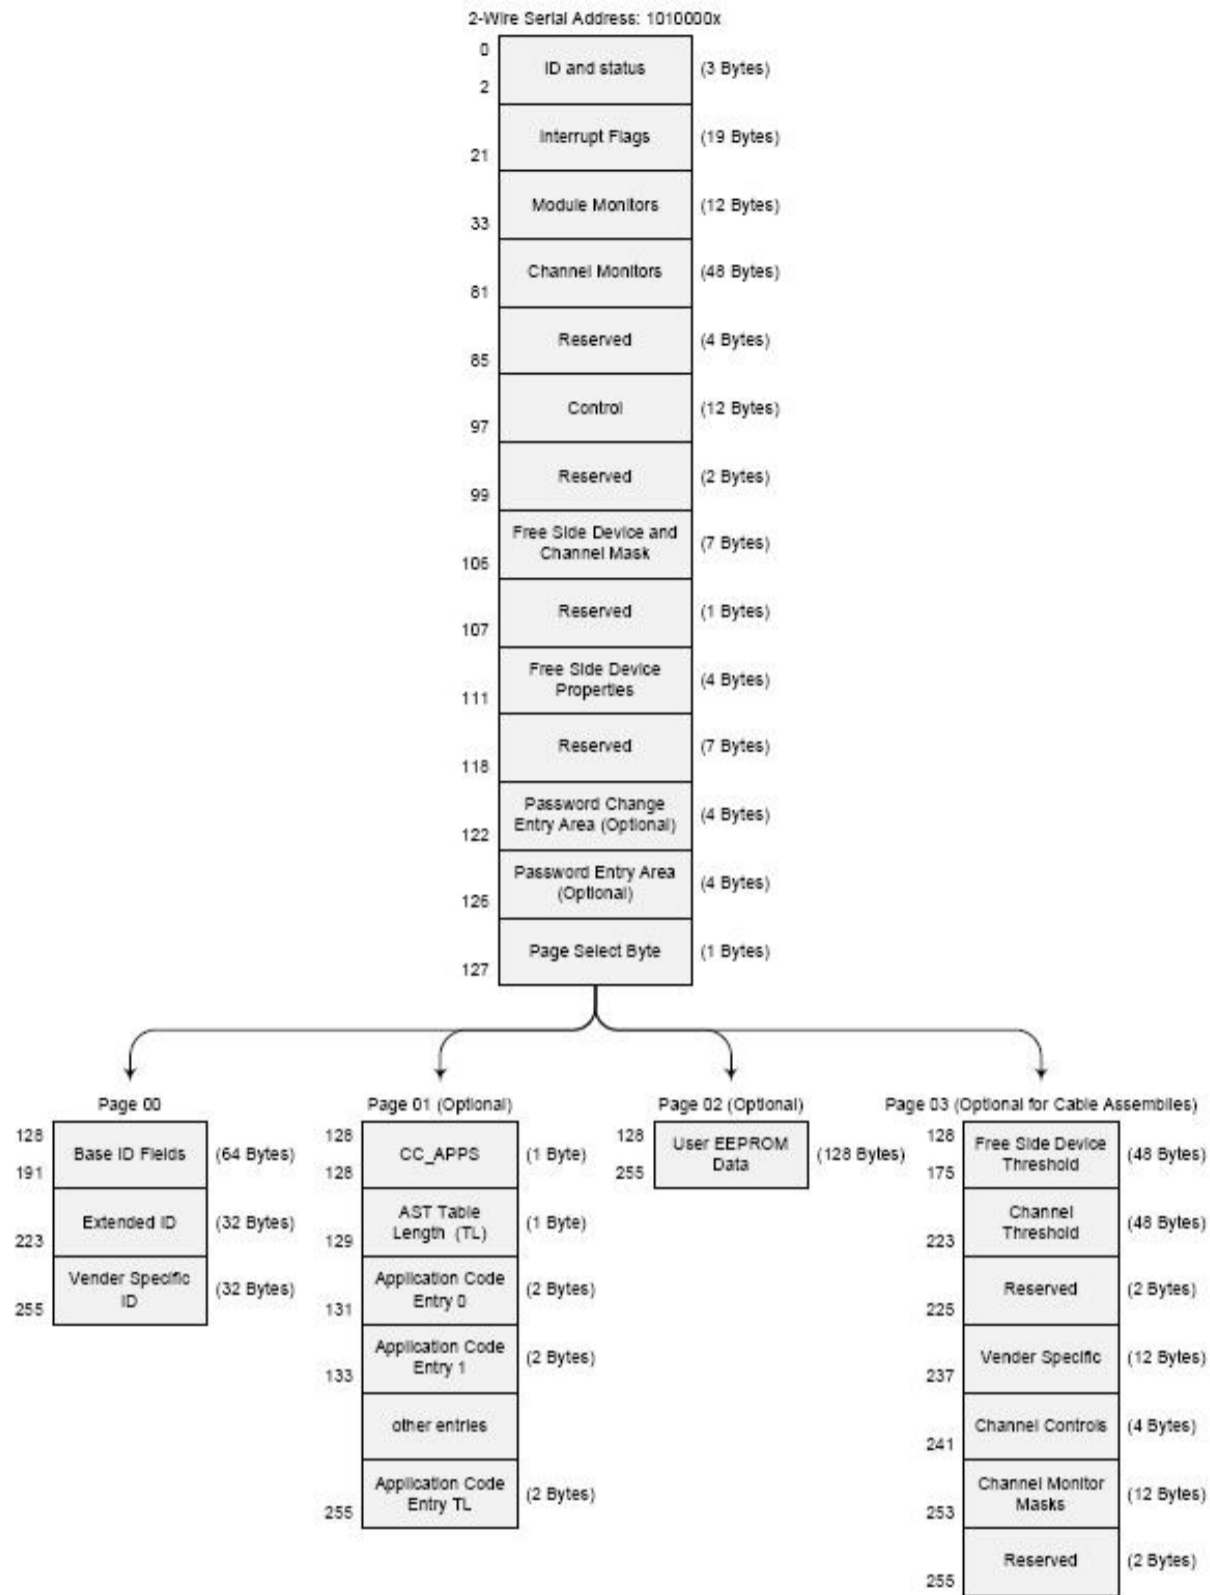 2-Wire Serial Address: 1010000x
0
ID and status
(3 Bytes)
2
Interrupt Flags
(19 Bytes)
21
Module Monitors
(12 Bytes)
33
Channel Monitors
(48 Bytes)
81
Reserved
(4 Bytes)
85
Control
(12 Bytes)
97
Reserved
(2 Bytes)
99
Free Side Device and
Channel Mask
(7 Bytes)
106
Reserved
(1 Bytes)
107
Free Side Device
Properties
(4 Bytes)
111
Reserved
(7 Bytes)
118
Password Change
Entry Area (Optional)
(4 Bytes)
122
Password Entry Area
(Optional)
(4 Bytes)
126
Page Select Byte
(1 Bytes)
127
Page 00
128
Base ID Fields
(64 Bytes)
191
Extended ID
(32 Bytes)
223
Vender Specific
ID
(32 Bytes)
255
Page 01 (Optional)
128
CC_APPS
(1 Byte)
128
AST Table
Length (TL)
(1 Byte)
129
Application Code
Entry 0
(2 Bytes)
131
Application Code
Entry 1
(2 Bytes)
133
other entries
Application Code
Entry TL
(2 Bytes)
255
Page 02 (Optional)
128
User EEPROM
Data
(128 Bytes)
255
Page 03 (Optional for Cable Assemblies)
128
Free Side Device
Threshold
(48 Bytes)
175
Channel
Threshold
(48 Bytes)
223
Reserved
(2 Bytes)
225
Vender Specific
(12 Bytes)
237
Channel Controls
(4 Bytes)
241
Channel Monitor
Masks
(12 Bytes)
253
Reserved
(2 Bytes)
255